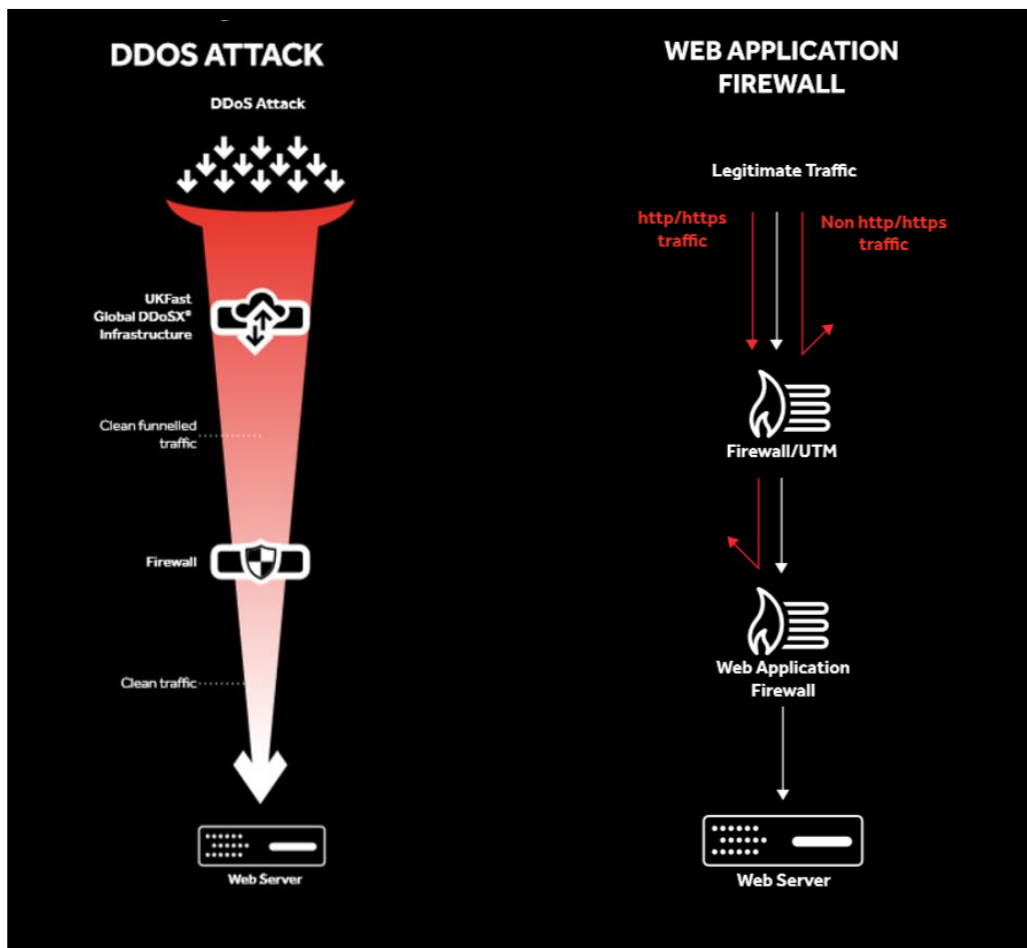 DDOS ATTACK
DDoS Attack
UKFast
Global DDoSX®
Infrastructure
Clean funnelled
traffic
Firewall
Clean traffic
Web Server
WEB APPLICATION
FIREWALL
Legitimate Traffic
http/https
traffic
Non http/https
traffic
Firewall/UTM
Web Application
Firewall
Web Server